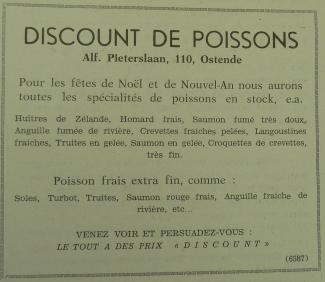 DISCOUNT DE POISSONS
Alf. Pieterslaan, 110, Ostende
Pour les fêtes de Noël et de Nouvel-An nous aurons
toutes les spécialités de poissons en stock, e.a.
Huîtres de Zélande, Homard frais, Saumon fumé très doux,
Anguille fumée de rivière, Crevettes fraîches pelées, Langoustines
fraîches, Truites en gelée, Saumon en gelée, Croquettes de crevettes,
très fin.
Poisson frais extra fin, comme :
Soles, Turbot, Truites, Saumon rouge frais, Anguille fraîche de
rivière, etc...
VENEZ VOIR ET PERSUADEZ-VOUS :
LE TOUT A DES PRIX « DISCOUNT »
(6587)